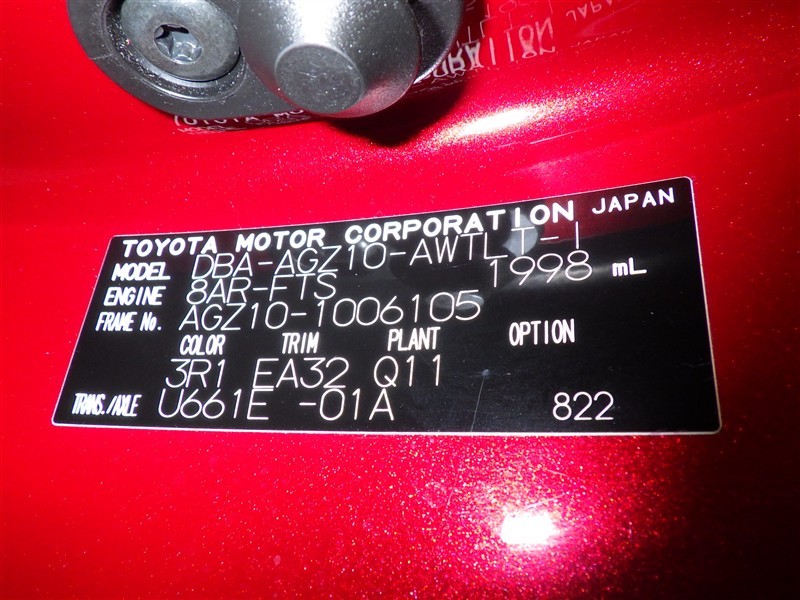 TOYOTA MOTOR CORPORATION JAPAN
MODEL DBA-AGZ10-AWTLT-I
ENGINE 8AR-FTS 1998 mL
FRAME No. AGZ10-1006105
COLOR TRIM PLANT OPTION
3R1 EA32 Q11
TRANS./AXLE U661E -01A 822